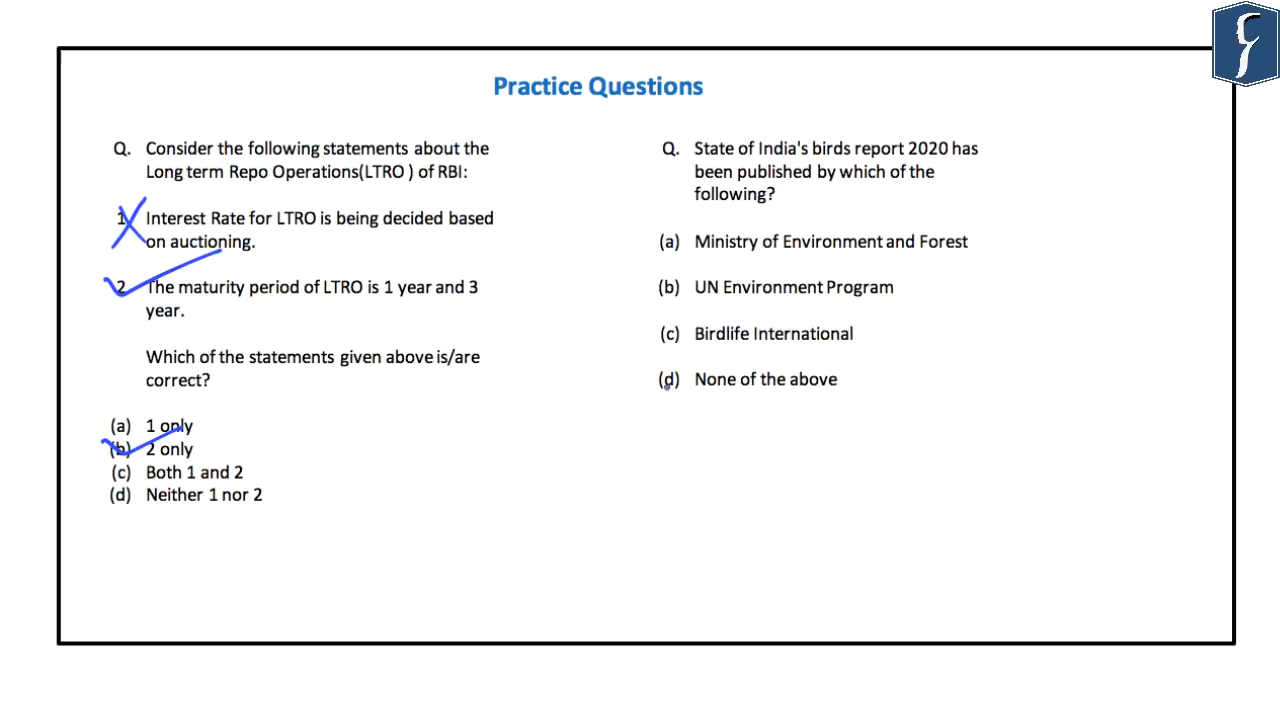 Practice Questions
Q. Consider the following statements about the
Long term Repo Operations(LTRO ) of RBI:
1. Interest Rate for LTRO is being decided based
on auctioning.
2. The maturity period of LTRO is 1 year and 3
year.
Which of the statements given above is/are
correct?
(a) 1 only
(b) 2 only
(c) Both 1 and 2
(d) Neither 1 nor 2
Q. State of India's birds report 2020 has
been published by which of the
following?
(a) Ministry of Environment and Forest
(b) UN Environment Program
(c) Birdlife International
(d) None of the above